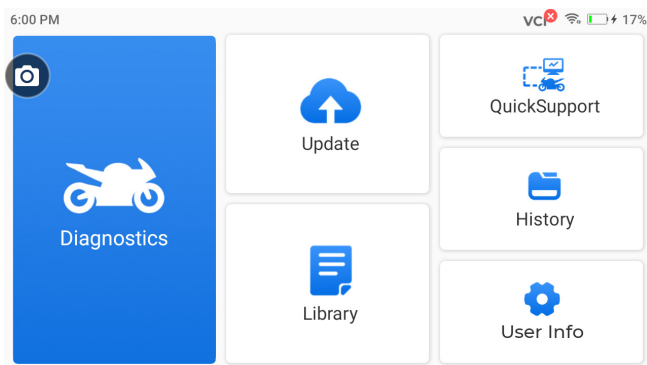 6:00 PM
VCI
17%
Diagnostics
Update
Library
QuickSupport
History
User Info